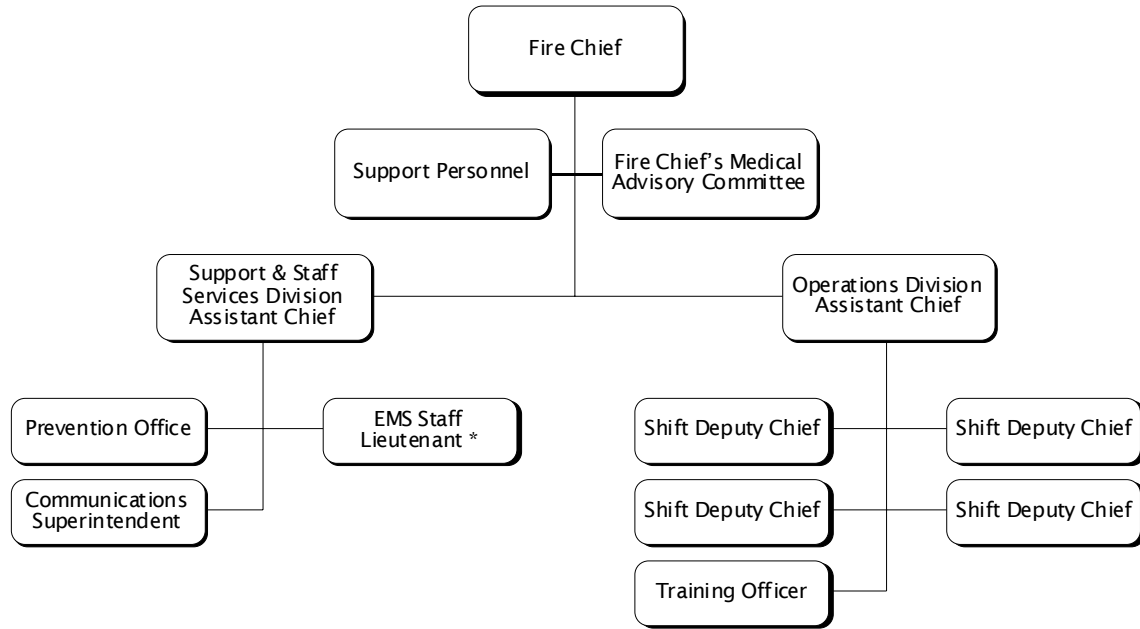 Fire Chief
Support Personnel
Fire Chief's Medical
Advisory Committee
Support & Staff
Services Division
Assistant Chief
Operations Division
Assistant Chief
Prevention Office
EMS Staff
Lieutenant *
Shift Deputy Chief
Shift Deputy Chief
Communications
Superintendent
Shift Deputy Chief
Shift Deputy Chief
Training Officer